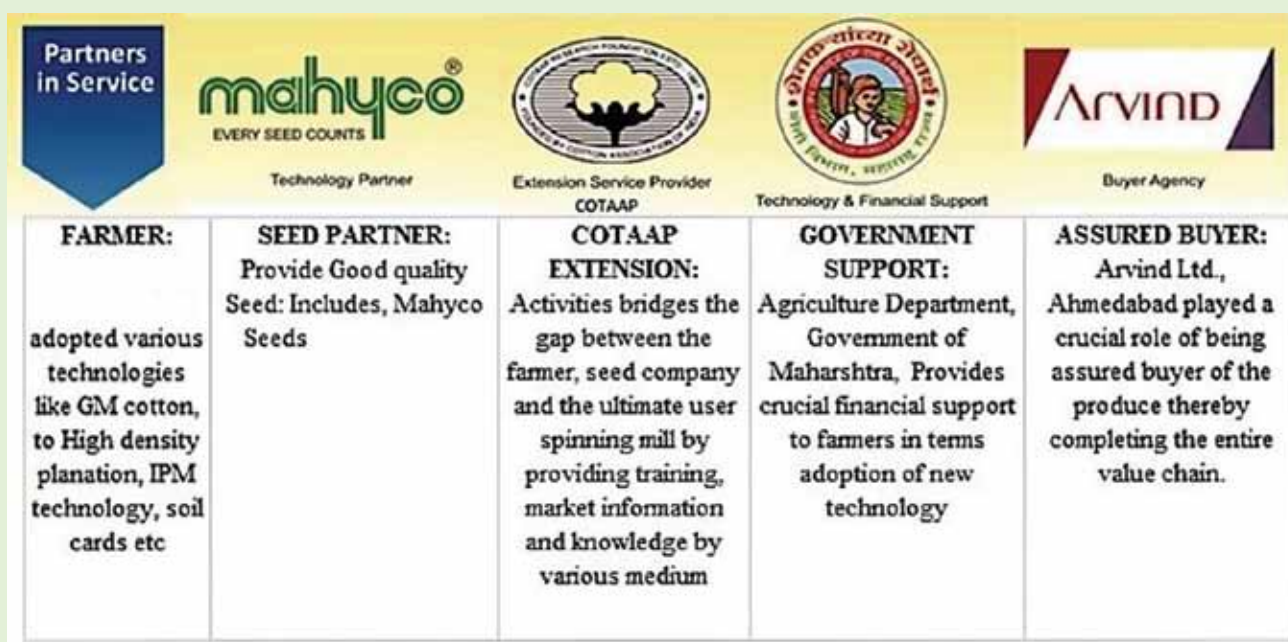 Partners
in Service
mahyco®
EVERY SEED COUNTS
Technology Partner
Extension Service Provider
COTAAP
शेतकऱ्यांच्या सेवार्थ
Technology & Financial Support
ARVIND
Buyer Agency
FARMER:
adopted various
technologies
like GM cotton,
to High density
planation, IPM
technology, soil
cards etc
SEED PARTNER:
Provide Good quality
Seed: Includes, Mahyco
Seeds
COTAAP
EXTENSION:
Activities bridges the
gap between the
farmer, seed company
and the ultimate user
spinning mill by
providing training,
market information
and knowledge by
various medium
GOVERNMENT
SUPPORT:
Agriculture Department,
Government of
Maharshtra, Provides
crucial financial support
to farmers in terms
adoption of new
technology
ASSURED BUYER:
Arvind Ltd.,
Ahmedabad played a
crucial role of being
assured buyer of the
produce thereby
completing the entire
value chain.